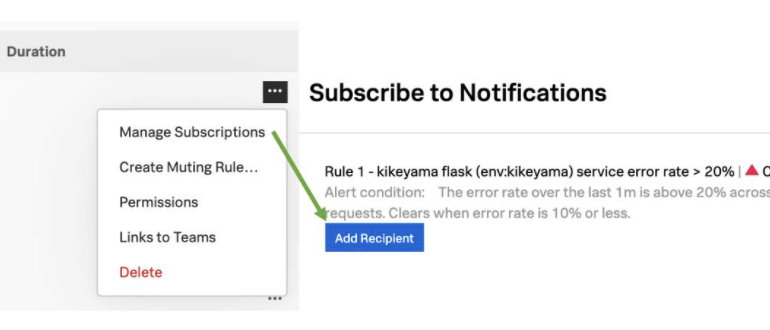 Duration
...
Manage Subscriptions
Create Muting Rule...
Permissions
Links to Teams
Delete
...
Subscribe to Notifications
Rule 1 - kikeyama flask (env:kikeyama) service error rate > 20% |
Alert condition: The error rate over the last 1m is above 20% across
requests. Clears when error rate is 10% or less.
Add Recipient